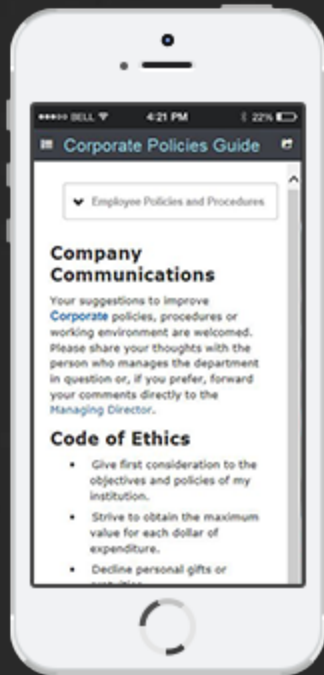 BELL 4:21 PM 22%
Corporate Policies Guide
Employee Policies and Procedures
Company
Communications
Your suggestions to improve
Corporate policies, procedures or
working environment are welcomed.
Please share your thoughts with the
person who manages the department
in question or, if you prefer, forward
your comments directly to the
Managing Director.
Code of Ethics
• Give first consideration to the
objectives and policies of my
institution.
• Strive to obtain the maximum
value for each dollar of
expenditure.
• Decline personal gifts or